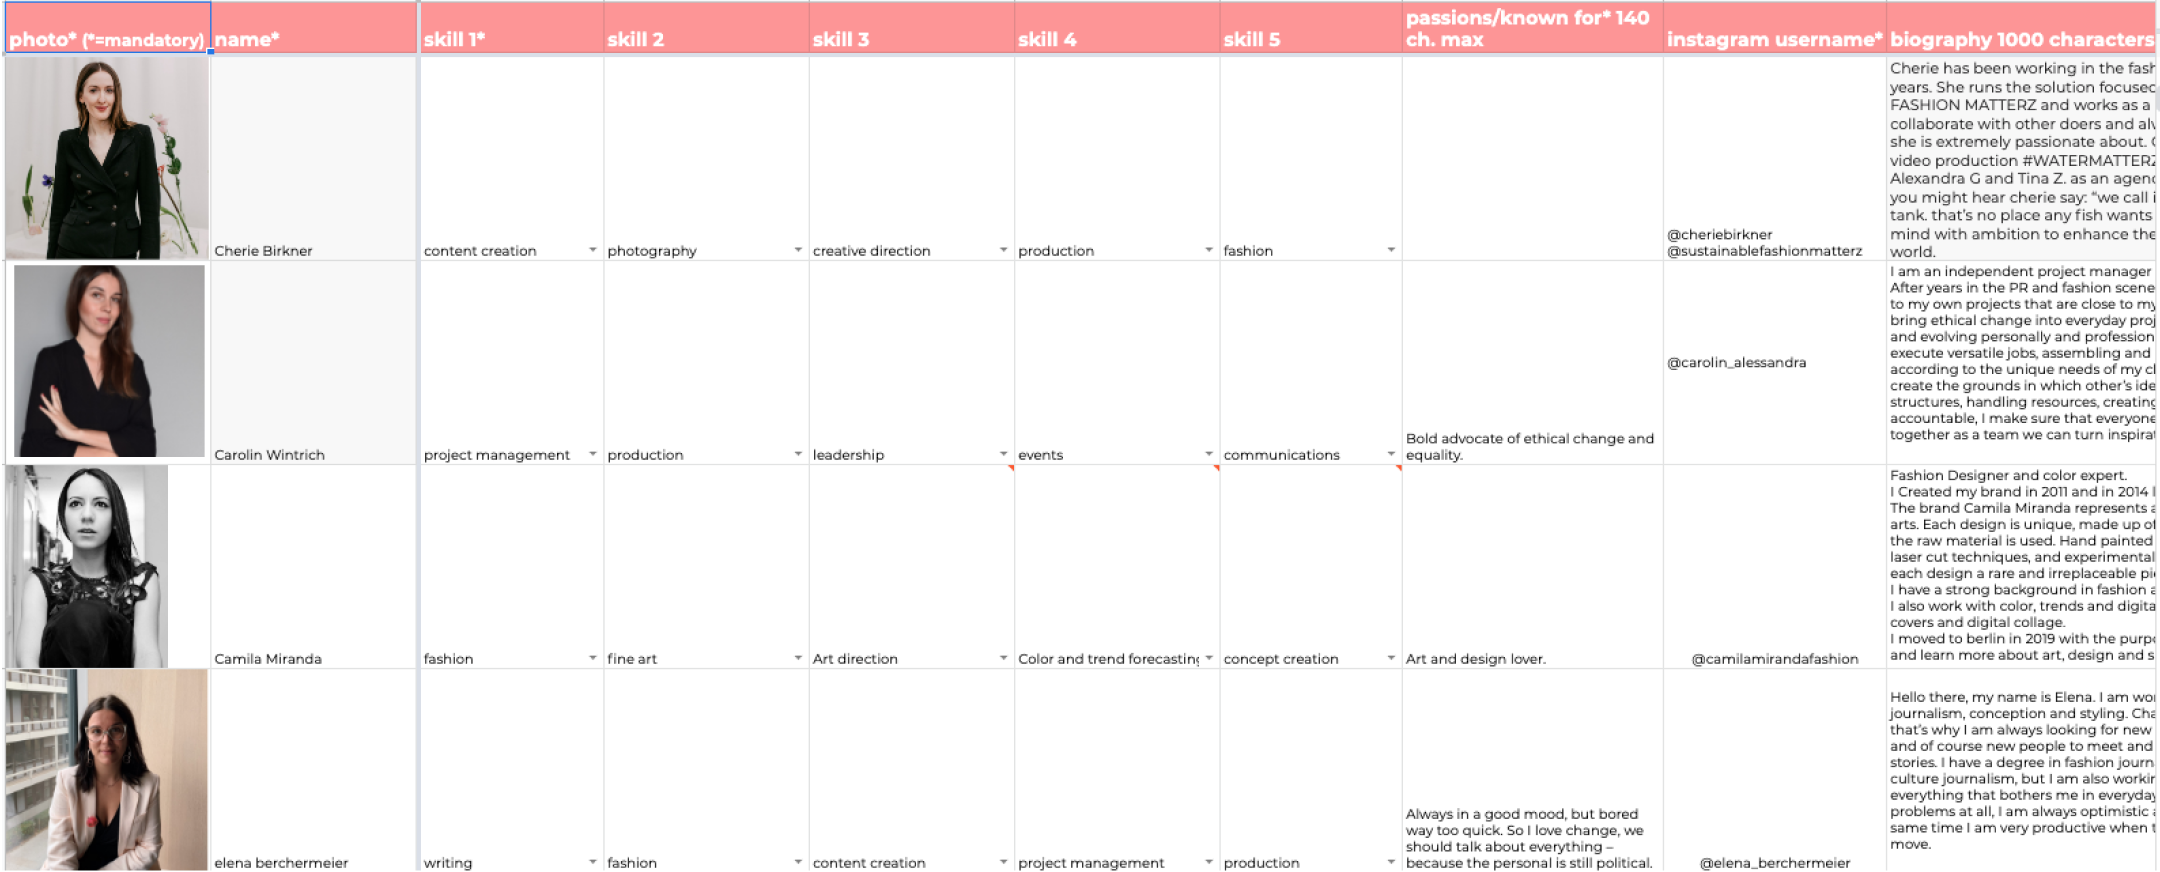 photo* (*=mandatory)
name*
skill 1*
skill 2
skill 3
skill 4
skill 5
passions/known for* 140
ch. max
instagram username*
biography 1000 characters
Cherie Birkner
content creation
photography
creative direction
production
fashion
@cheriebirkner
@sustainablefashionmatterz
Cherie has been working in the fash
years. She runs the solution focused
FASHION MATTERZ and works as a
collaborate with other doers and alw
she is extremely passionate about.
video production #WATERMATTERZ
Alexandra G and Tina Z. as an agenc
you might hear cherie say: “we call i
tank. that’s no place any fish wants
mind with ambition to enhance the
world.
Carolin Wintrich
project management
production
leadership
events
communications
Bold advocate of ethical change and
equality.
@carolin_alessandra
I am an independent project manager
After years in the PR and fashion scene
to my own projects that are close to my
bring ethical change into everyday proj
and evolving personally and profession
execute versatile jobs, assembling and
according to the unique needs of my cl
create the grounds in which other’s ide
structures, handling resources, creating
accountable, I make sure that everyone
together as a team we can turn inspirat
Camila Miranda
fashion
fine art
Art direction
Color and trend forecasting
concept creation
Art and design lover.
@camilamirandafashion
Fashion Designer and color expert.
I Created my brand in 2011 and in 2014 I
The brand Camila Miranda represents a
arts. Each design is unique, made up of
the raw material is used. Hand painted
laser cut techniques, and experimental
each design a rare and irreplaceable pie
I have a strong background in fashion a
I also work with color, trends and digita
covers and digital collage.
I moved to berlin in 2019 with the purpo
and learn more about art, design and s
elena berchermeier
writing
fashion
content creation
project management
production
Always in a good mood, but bored
way too quick. So I love change, we
should talk about everything –
because the personal is still political.
@elena_berchermeier
Hello there, my name is Elena. I am wor
journalism, conception and styling. Cha
that’s why I am always looking for new
and of course new people to meet and
stories. I have a degree in fashion journ
culture journalism, but I am also workin
everything that bothers me in everyday
problems at all, I am always optimistic a
same time I am very productive when t
move.